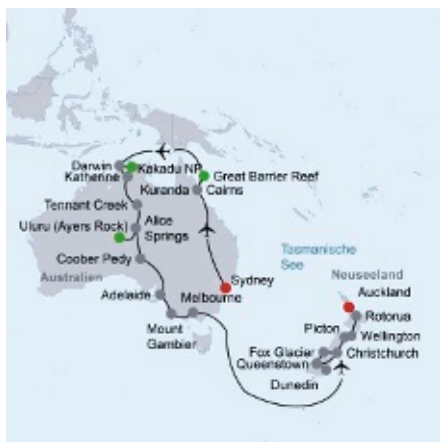 Darwin
Kakadu NP
Katherine
Great Barrier Reef
Kuranda
Cairns
Tennant Creek
Uluru (Ayers Rock)
Alice
Springs
Coober Pedy
Australien
Sydney
Adelaide
Melbourne
Mount
Gambier
Tasmanische
See
Neuseeland
Auckland
Rotorua
Picton
Wellington
Fox Glacier
Christchurch
Queenstown
Dunedin